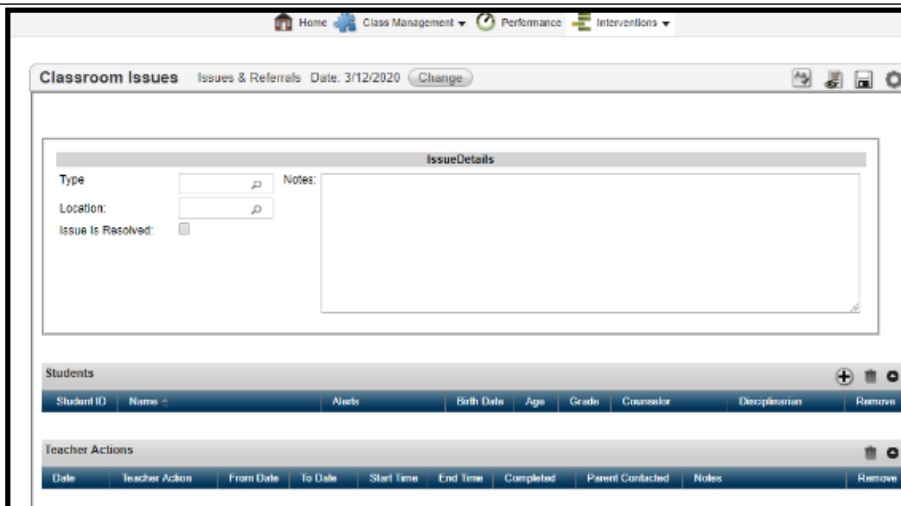 Home Class Management Performance Interventions
Classroom Issues Issues & Referrals Date: 3/12/2020 Change
IssueDetails
Type Notes:
Location:
Issue Is Resolved:
Students
Student ID Name Alerts Birth Date Age Grade Counselor Disciplinarian Remove
Teacher Actions
Date Teacher Action From Date To Date Start Time End Time Completed Parent Contacted Notes Remove